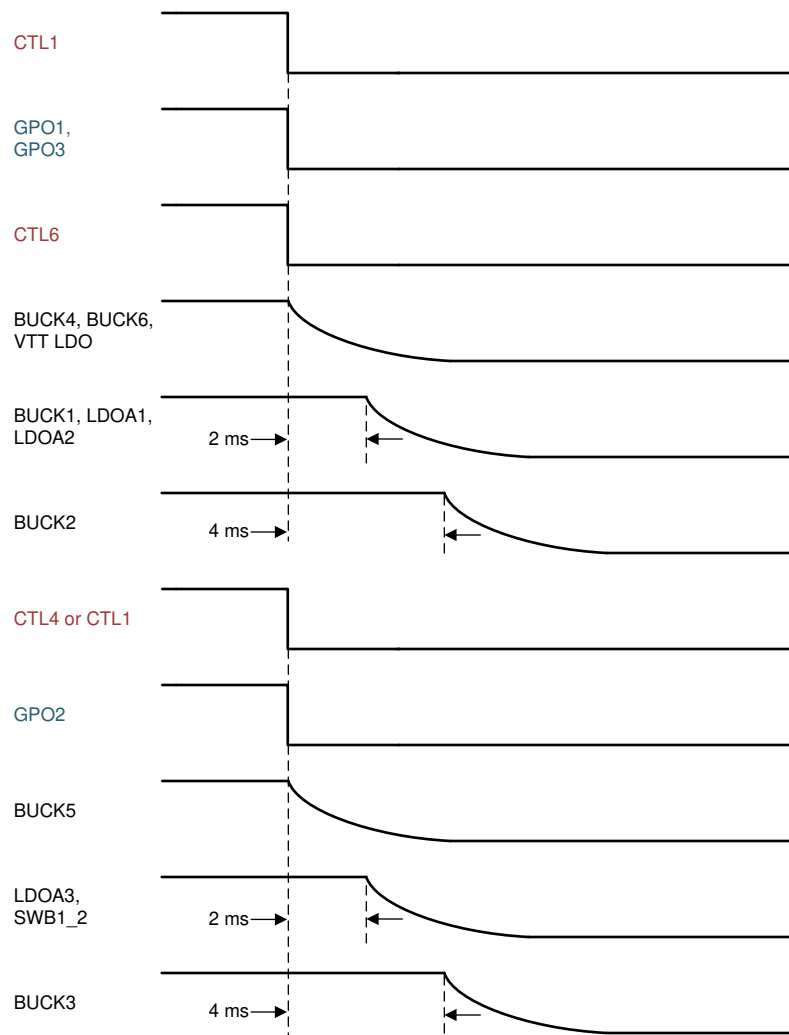 CTL1
GPO1,
GPO3
CTL6
BUCK4, BUCK6,
VTT LDO
BUCK1, LDOA1,
LDOA2
2 ms
BUCK2
4 ms
CTL4 or CTL1
GPO2
BUCK5
LDOA3,
SWB1_2
2 ms
BUCK3
4 ms